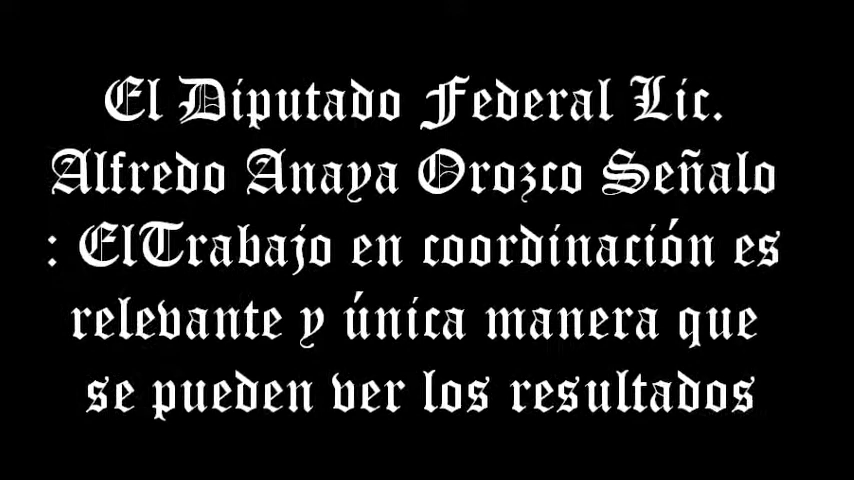 El Diputado Federal Lic.
Alfredo Anaya Orozco Señalo
: ElTrabajo en coordinación es
relevante y única manera que
se pueden ver los resultados